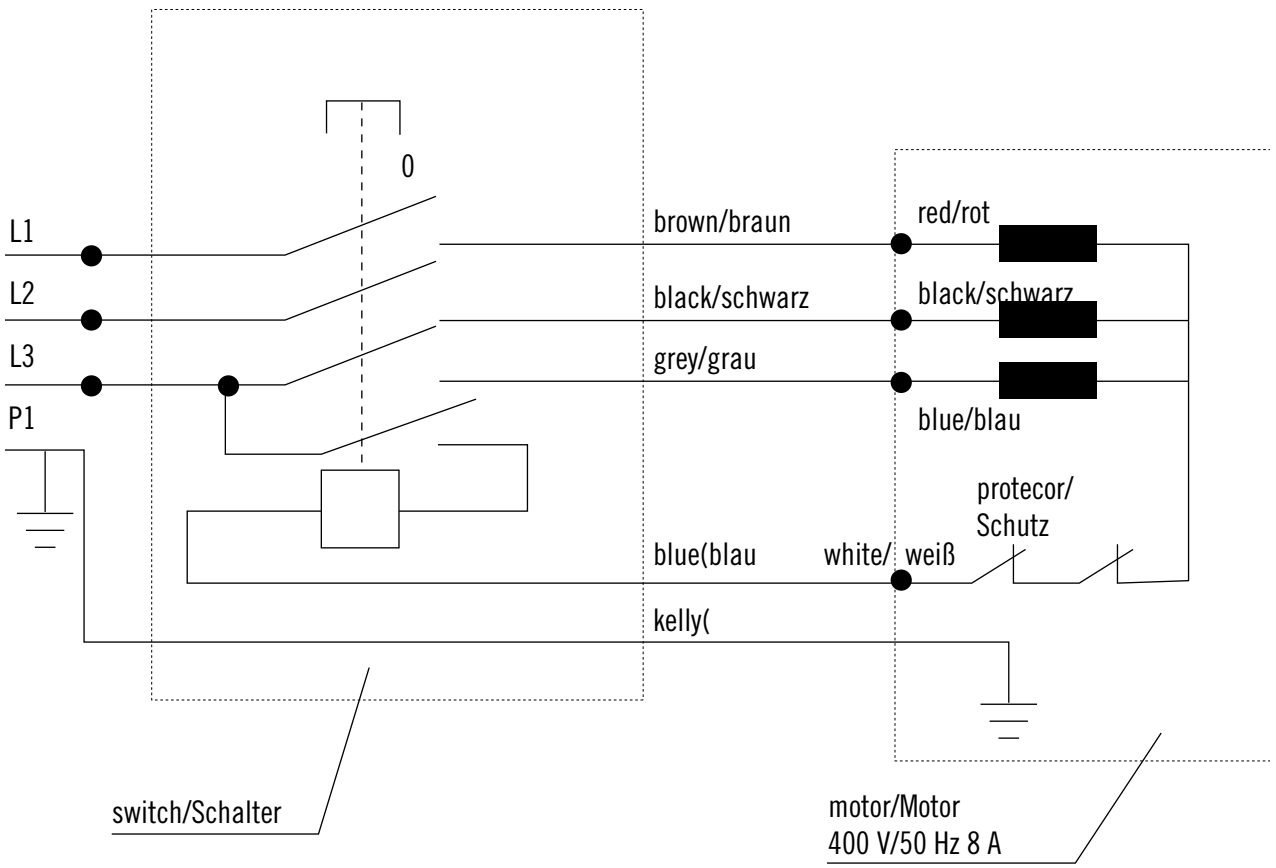 0
L1
brown/braun
red/rot
L2
black/schwarz
black/schwarz
L3
grey/grau
P1
blue/blau
protecor/
Schutz
blue(blau
white/ weiß
kelly(
switch/Schalter
motor/Motor
400 V/50 Hz 8 A